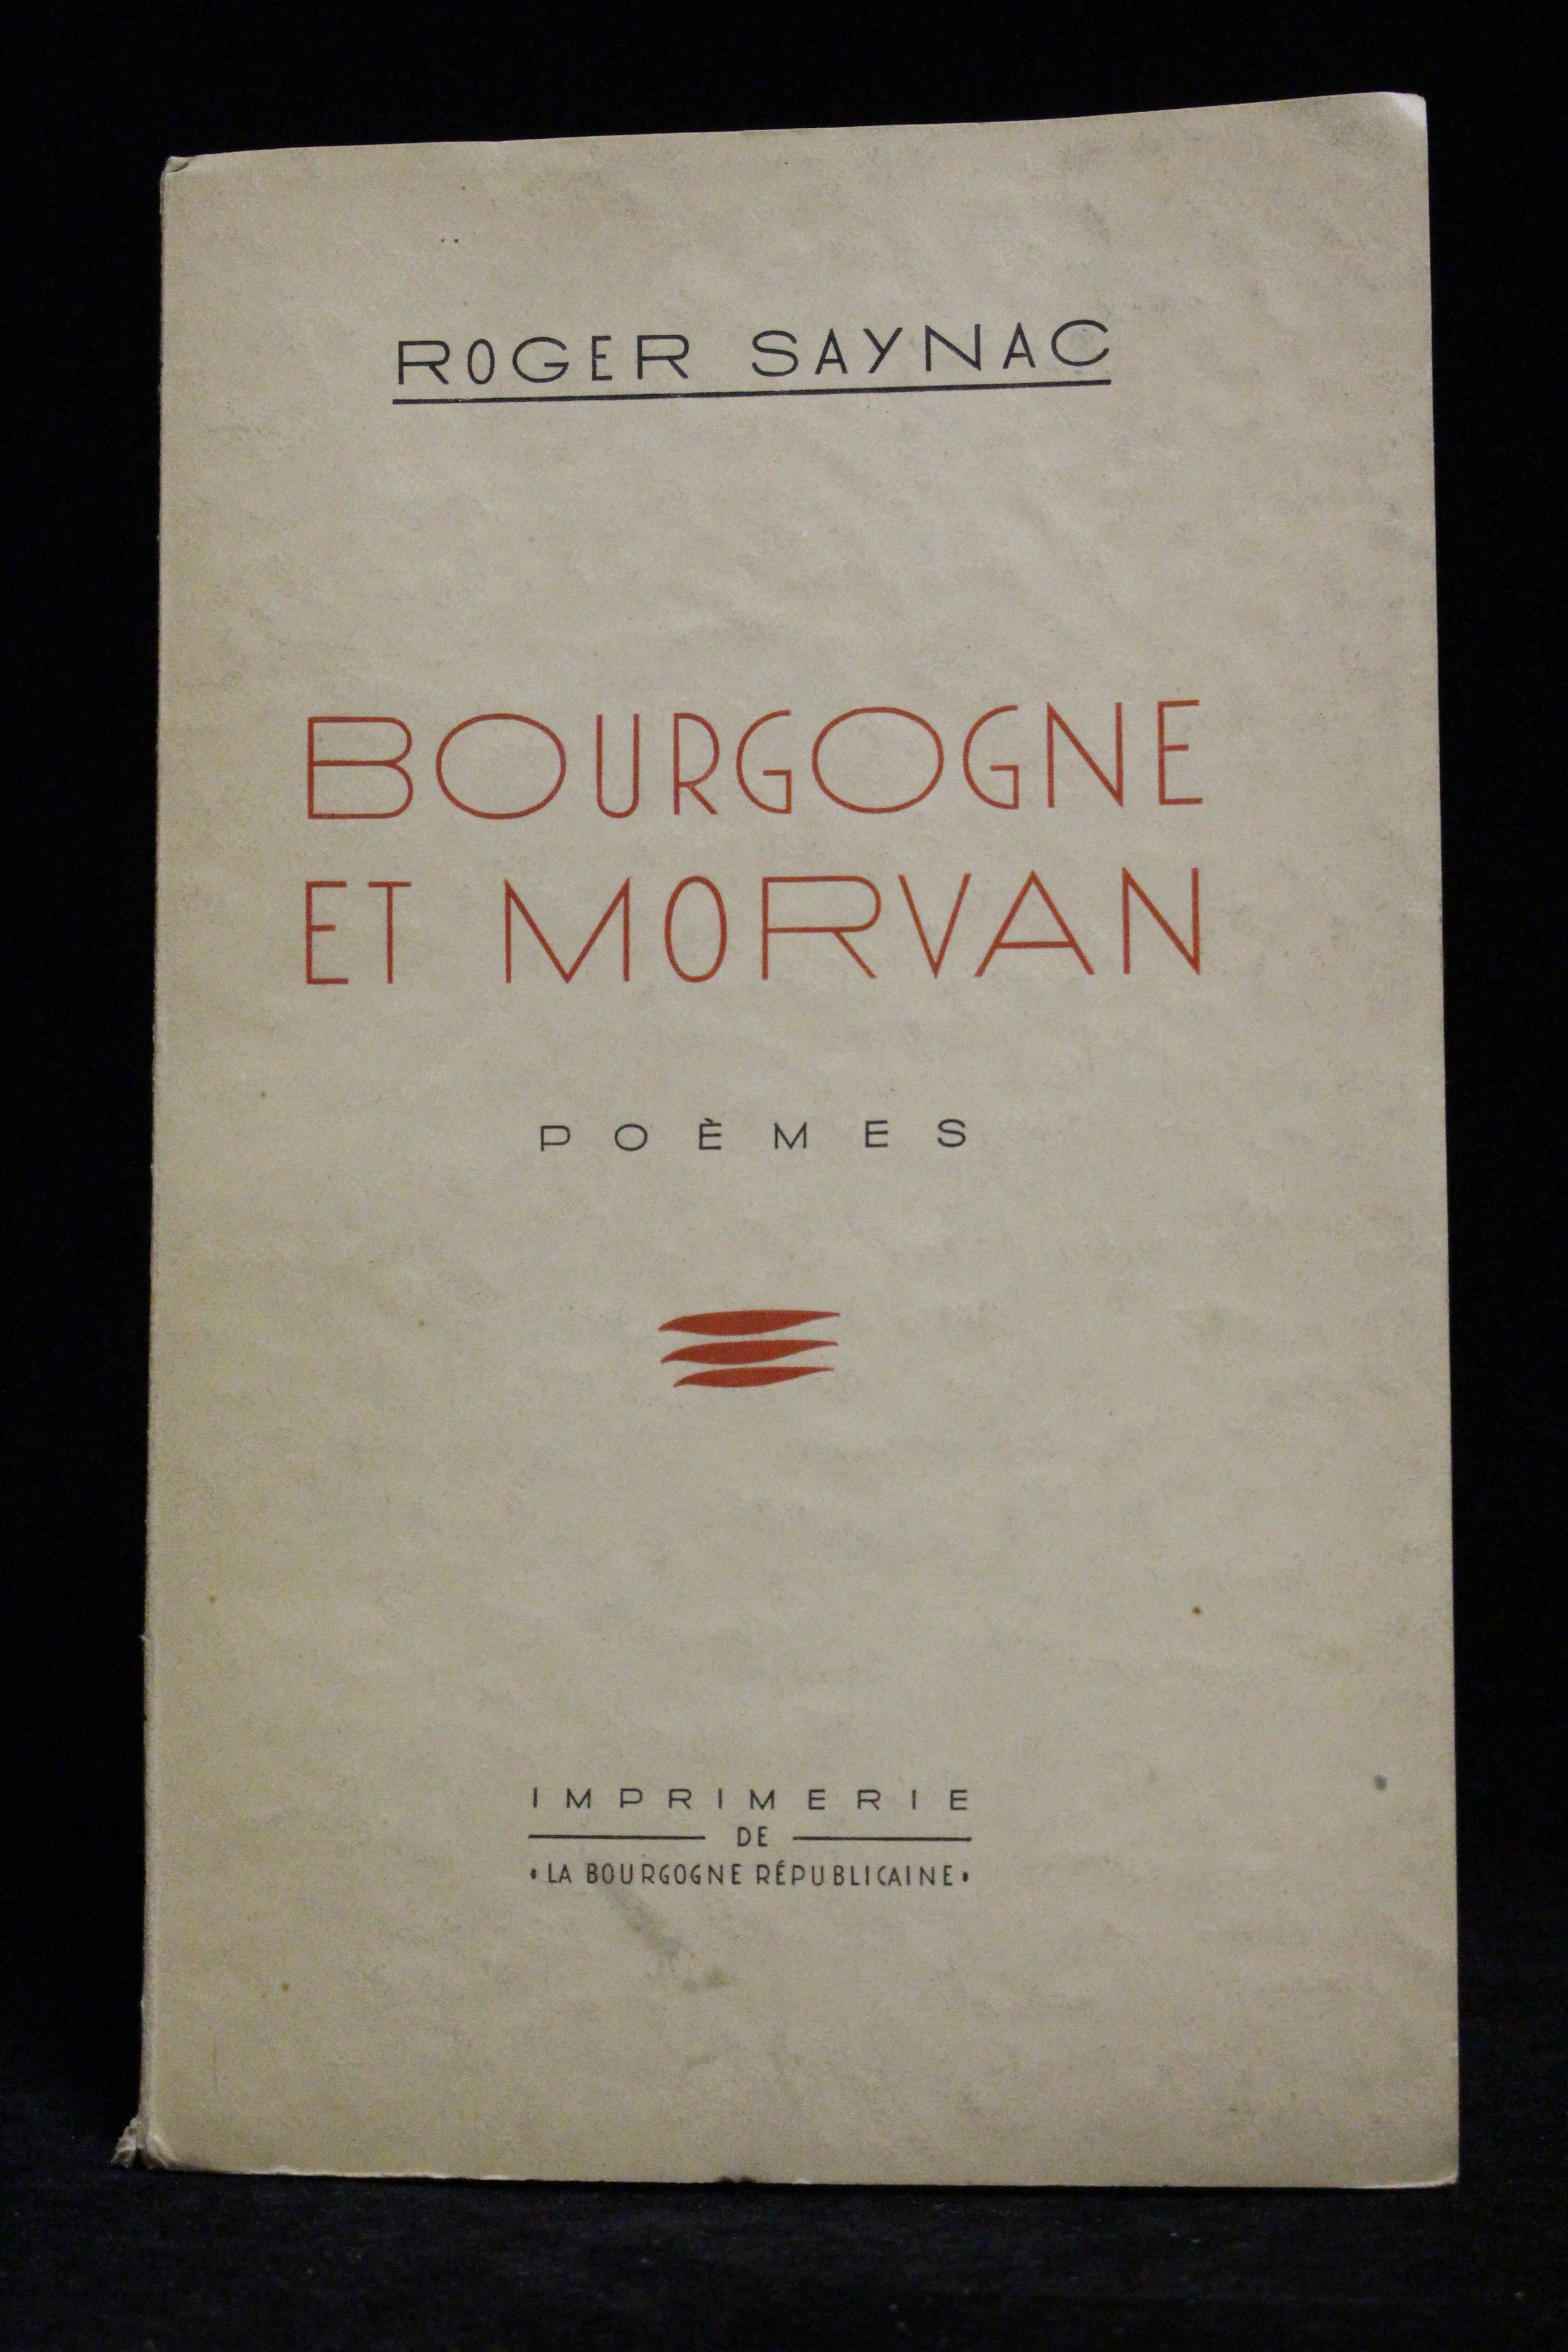 ROGER SAYNAC
BOURGOGNE
ET MORVAN
POÈMES
IMPRIMERIE
DE
• LA BOURGOGNE RÉPUBLICAINE •